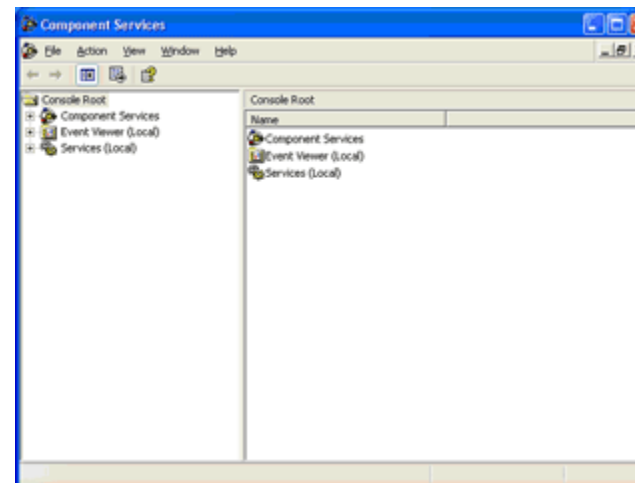 Component Services
File Action View Window Help
Console Root
Component Services
Event Viewer (Local)
Services (Local)
Console Root
Name
Component Services
Event Viewer (Local)
Services (Local)